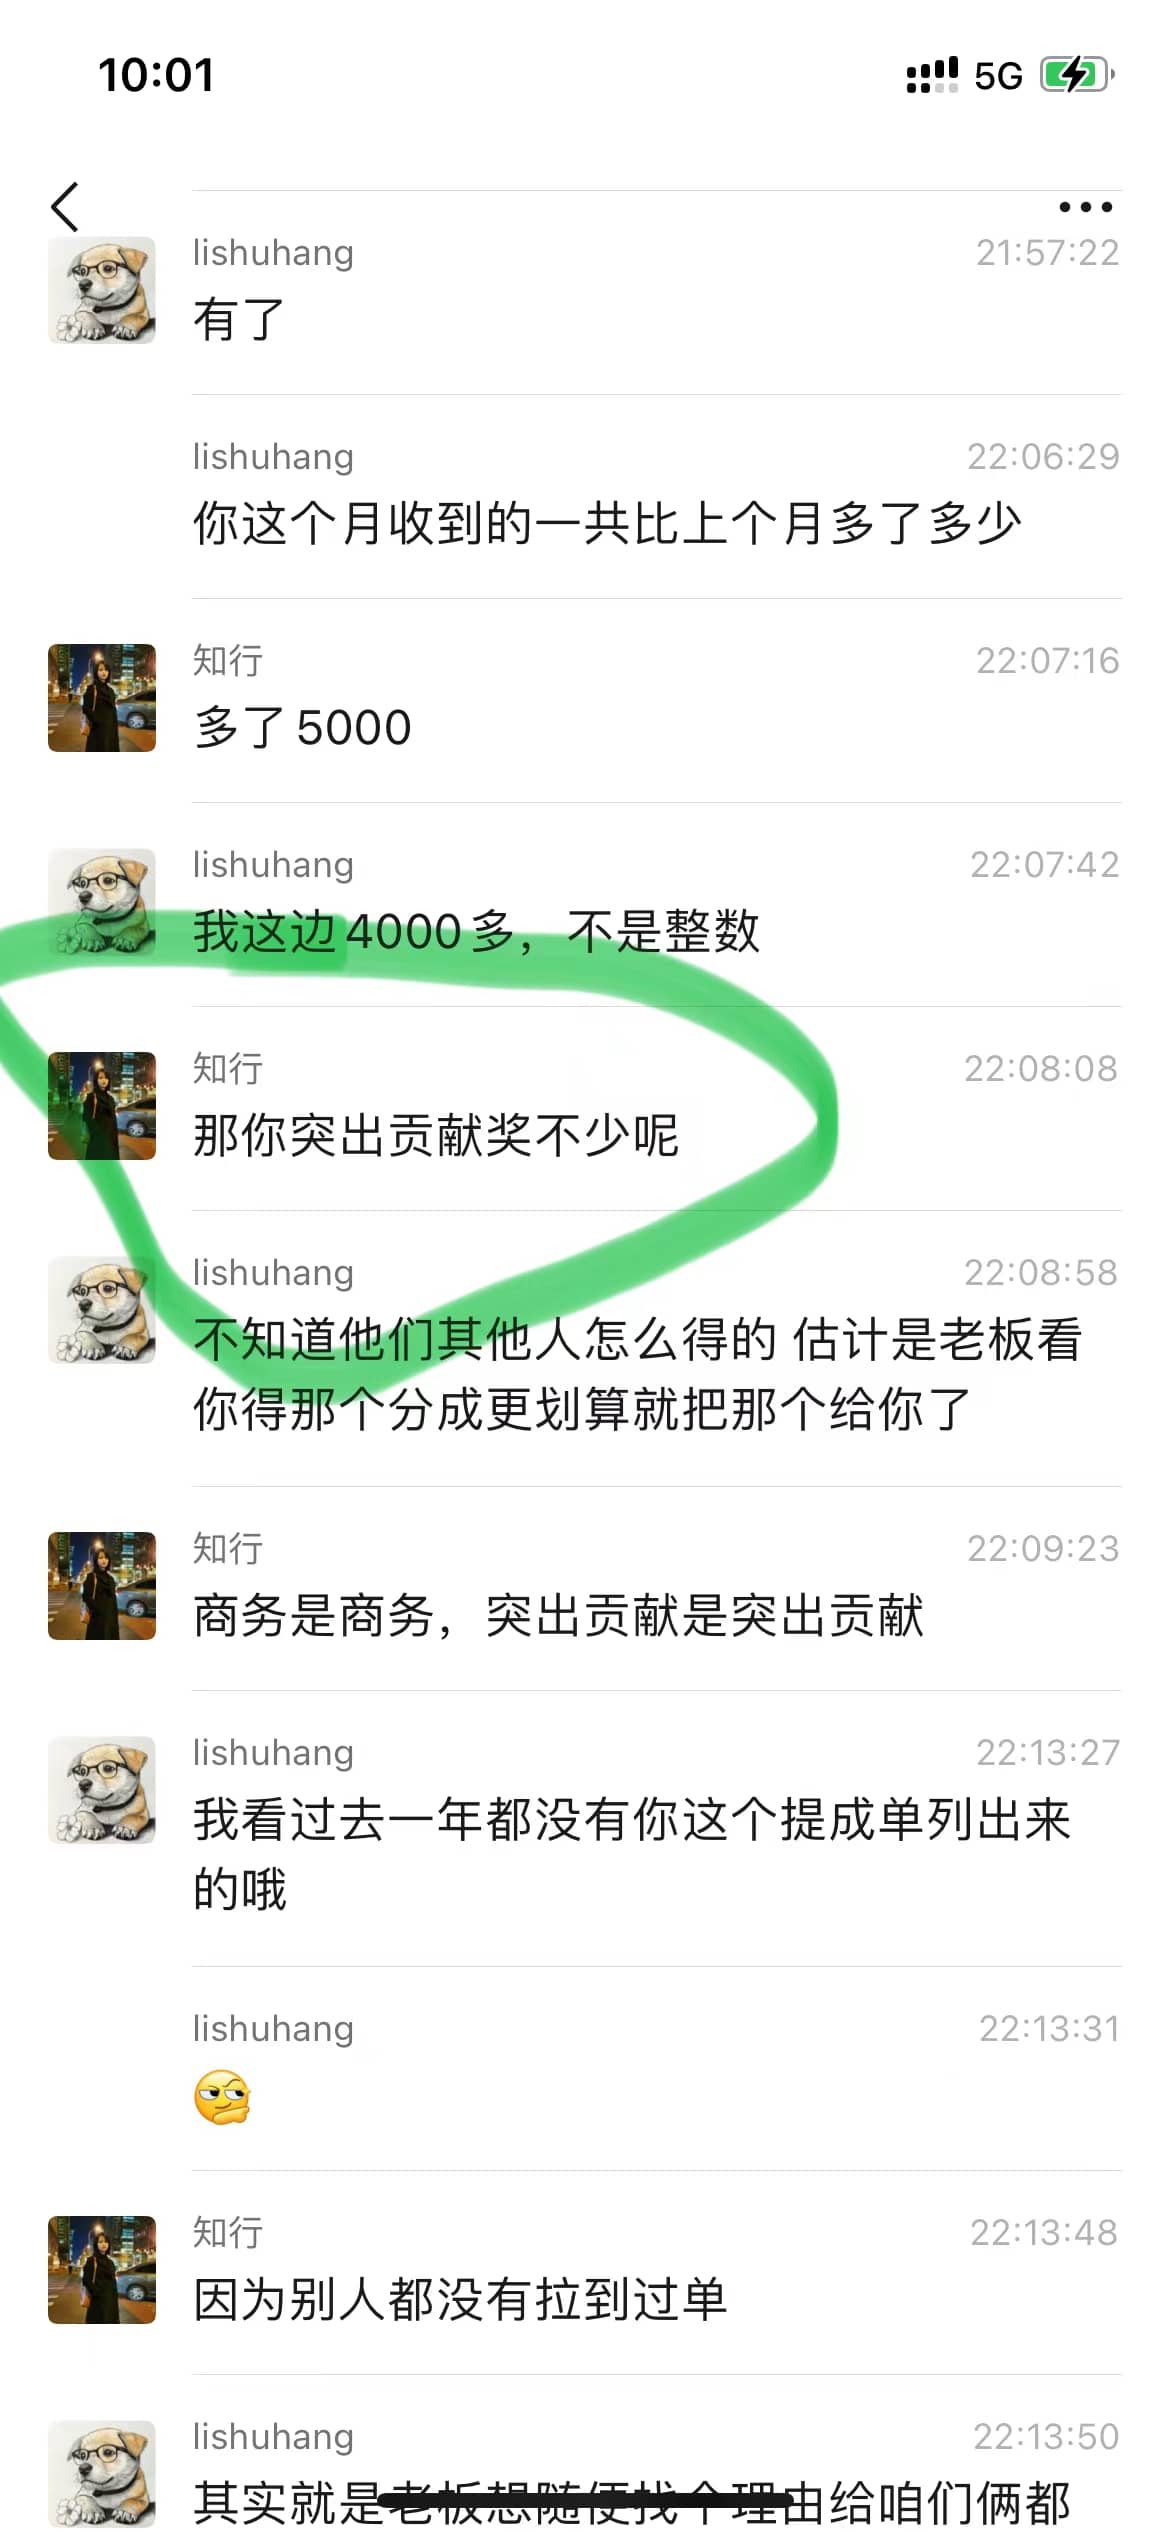 10:01
5G
lishuhang
21:57:22
有了
lishuhang
22:06:29
你这个月收到的一共比上个月多了多少
知行
22:07:16
多了5000
lishuhang
22:07:42
我这边4000多，不是整数
知行
22:08:08
那你突出贡献奖不少呢
lishuhang
22:08:58
不知道他们其他人怎么得的 估计是老板看
你得那个分成更划算就把那个给你了
知行
22:09:23
商务是商务，突出贡献是突出贡献
lishuhang
22:13:27
我看过去一年都没有你这个提成单列出来
的哦
lishuhang
22:13:31
知行
22:13:48
因为别人都没有拉到过单
lishuhang
22:13:50
其实就是老板想随便找个理由给咱们俩都